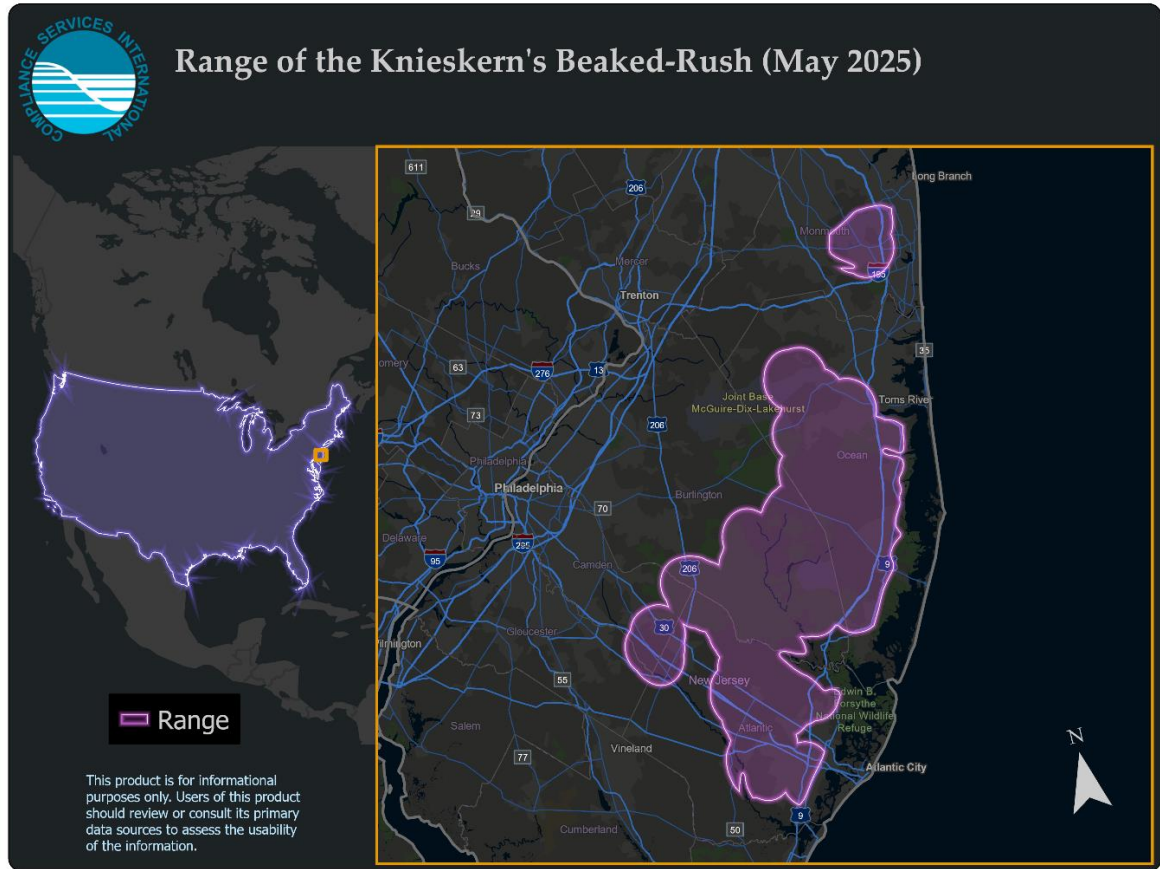 COMPLIANCE SERVICES INTERNATIONAL
Range of the Knieskern's Beaked-Rush (May 2025)
611
206
Long Branch
29
Monmouth
Bucks
Mercer
195
Trenton
35
63
276
13
Joint Base
McGuire-Dix-Lakehurst
Toms River
73
206
Ocean
Philadelphia
Philadelphia
Burlington
70
Delaware
295
95
Camden
206
9
30
Gloucester
New Jersey
55
Edwin B.
Forsythe
National Wildlife
Refuge
Salem
Atlantic
Vineland
77
Atlantic City
9
Cumberland
50
N
Range
This product is for informational
purposes only. Users of this product
should review or consult its primary
data sources to assess the usability
of the information.